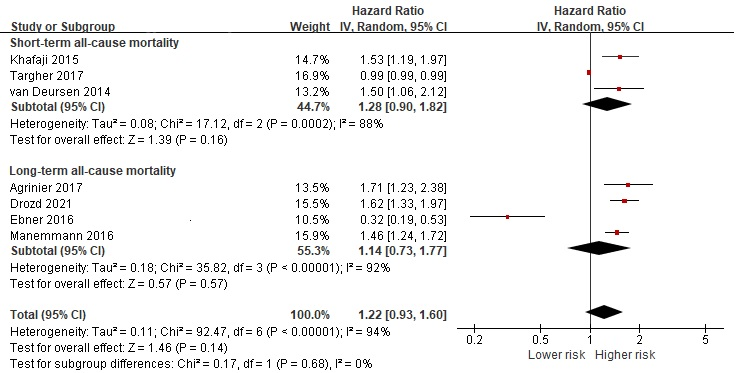 Hazard Ratio Hazard Ratio
Study or Subgroup Weight IV, Random, 95% CI IV, Random, 95% CI
Short-term all-cause mortality
Khafaji 2015 14.7% 1.53 [1.19, 1.97]
Targher 2017 16.9% 0.99 [0.99, 0.99]
van Deursen 2014 13.2% 1.50 [1.06, 2.12]
Subtotal (95% CI) 44.7% 1.28 [0.90, 1.82]
Heterogeneity: Tau² = 0.08; Chi² = 17.12, df = 2 (P = 0.0002); I² = 88%
Test for overall effect: Z = 1.39 (P = 0.16)
Long-term all-cause mortality
Agrinier 2017 13.5% 1.71 [1.23, 2.38]
Drozd 2021 15.5% 1.62 [1.33, 1.97]
Ebner 2016 10.5% 0.32 [0.19, 0.53]
Manemmann 2016 15.9% 1.46 [1.24, 1.72]
Subtotal (95% CI) 55.3% 1.14 [0.73, 1.77]
Heterogeneity: Tau² = 0.18; Chi² = 35.82, df = 3 (P < 0.00001); I² = 92%
Test for overall effect: Z = 0.57 (P = 0.57)
Total (95% CI) 100.0% 1.22 [0.93, 1.60]
Heterogeneity: Tau² = 0.11; Chi² = 92.47, df = 6 (P < 0.00001); I² = 94%
Test for overall effect: Z = 1.46 (P = 0.14)
Test for subgroup differences: Chi² = 0.17, df = 1 (P = 0.68), I² = 0%
0.2 0.5 1 2 5
Lower risk Higher risk